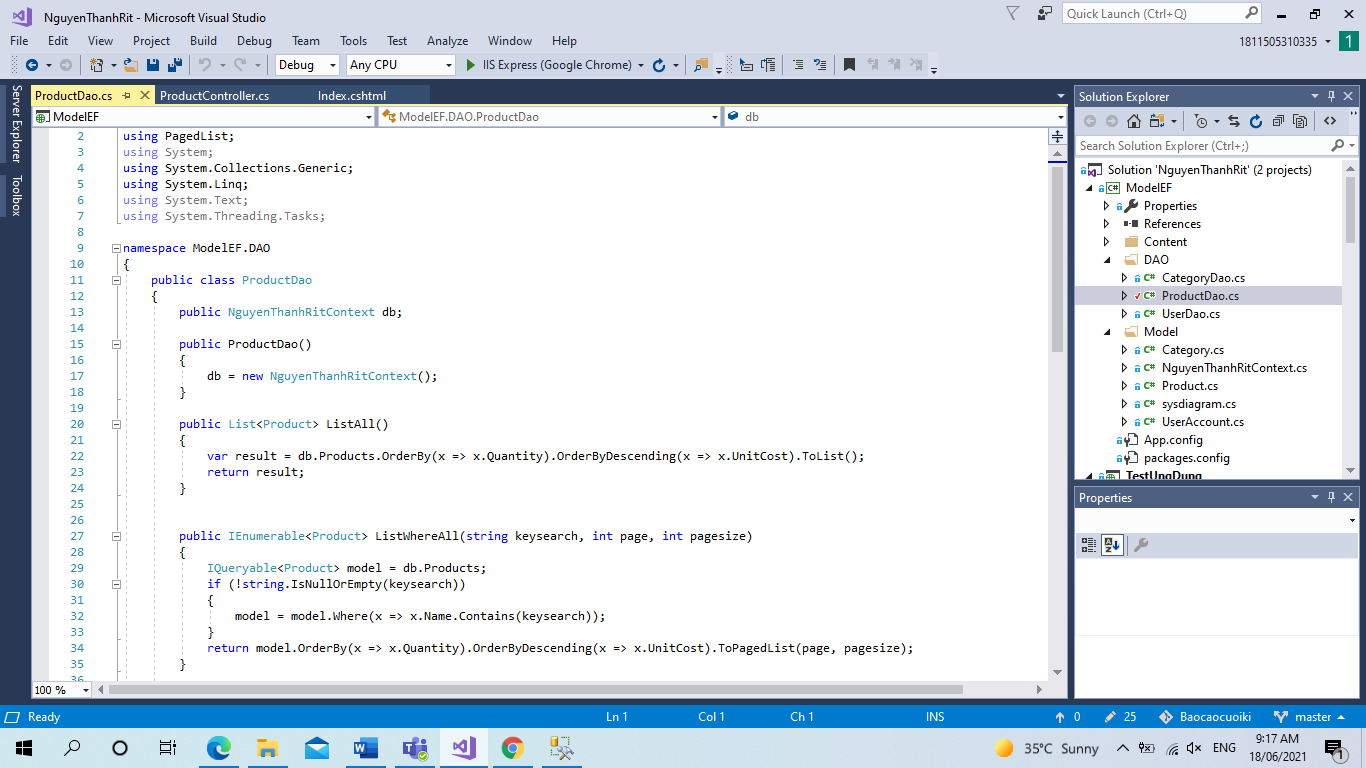 NguyenThanhRit - Microsoft Visual Studio
Quick Launch (Ctrl+Q)
File Edit View Project Build Debug Team Tools Test Analyze Window Help
1811505310335 1
Debug Any CPU IIS Express (Google Chrome)
Server Explorer
Toolbox
ProductDao.cs ProductController.cs Index.cshtml
ModelEF ModelEF.DAO.ProductDao db
2 using PagedList;
3 using System;
4 using System.Collections.Generic;
5 using System.Linq;
6 using System.Text;
7 using System.Threading.Tasks;
8
9 namespace ModelEF.DAO
10 {
11 public class ProductDao
12 {
13 public NguyenThanhRitContext db;
14
15 public ProductDao()
16 {
17 db = new NguyenThanhRitContext();
18 }
19
20 public List<Product> ListAll()
21 {
22 var result = db.Products.OrderBy(x => x.Quantity).OrderByDescending(x => x.UnitCost).ToList();
23 return result;
24 }
25
26
27 public IEnumerable<Product> ListWhereAll(string keysearch, int page, int pagesize)
28 {
29 IQueryable<Product> model = db.Products;
30 if (!string.IsNullOrEmpty(keysearch))
31 {
32 model = model.Where(x => x.Name.Contains(keysearch));
33 }
34 return model.OrderBy(x => x.Quantity).OrderByDescending(x => x.UnitCost).ToPagedList(page, pagesize);
35 }
36
100 %
Solution Explorer
Search Solution Explorer (Ctrl+;)
Solution 'NguyenThanhRit' (2 projects)
C# ModelEF
Properties
References
Content
DAO
C# CategoryDao.cs
C# ProductDao.cs
C# UserDao.cs
Model
C# Category.cs
C# NguyenThanhRitContext.cs
C# Product.cs
C# sysdiagram.cs
C# UserAccount.cs
App.config
packages.config
TestUngDung
Properties
Ready Ln 1 Col 1 Ch 1 INS 0 25 Baocaocuoiki master
35°C Sunny ENG 9:17 AM
18/06/2021 1